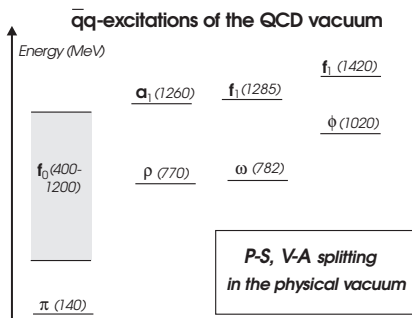 q̅q-excitations of the QCD vacuum
Energy (MeV)
f₁ (1420)
a₁ (1260) f₁ (1285)
ϕ (1020)
f₀ (400-
1200)
ρ (770) ω (782)
P-S, V-A splitting
in the physical vacuum
π (140)